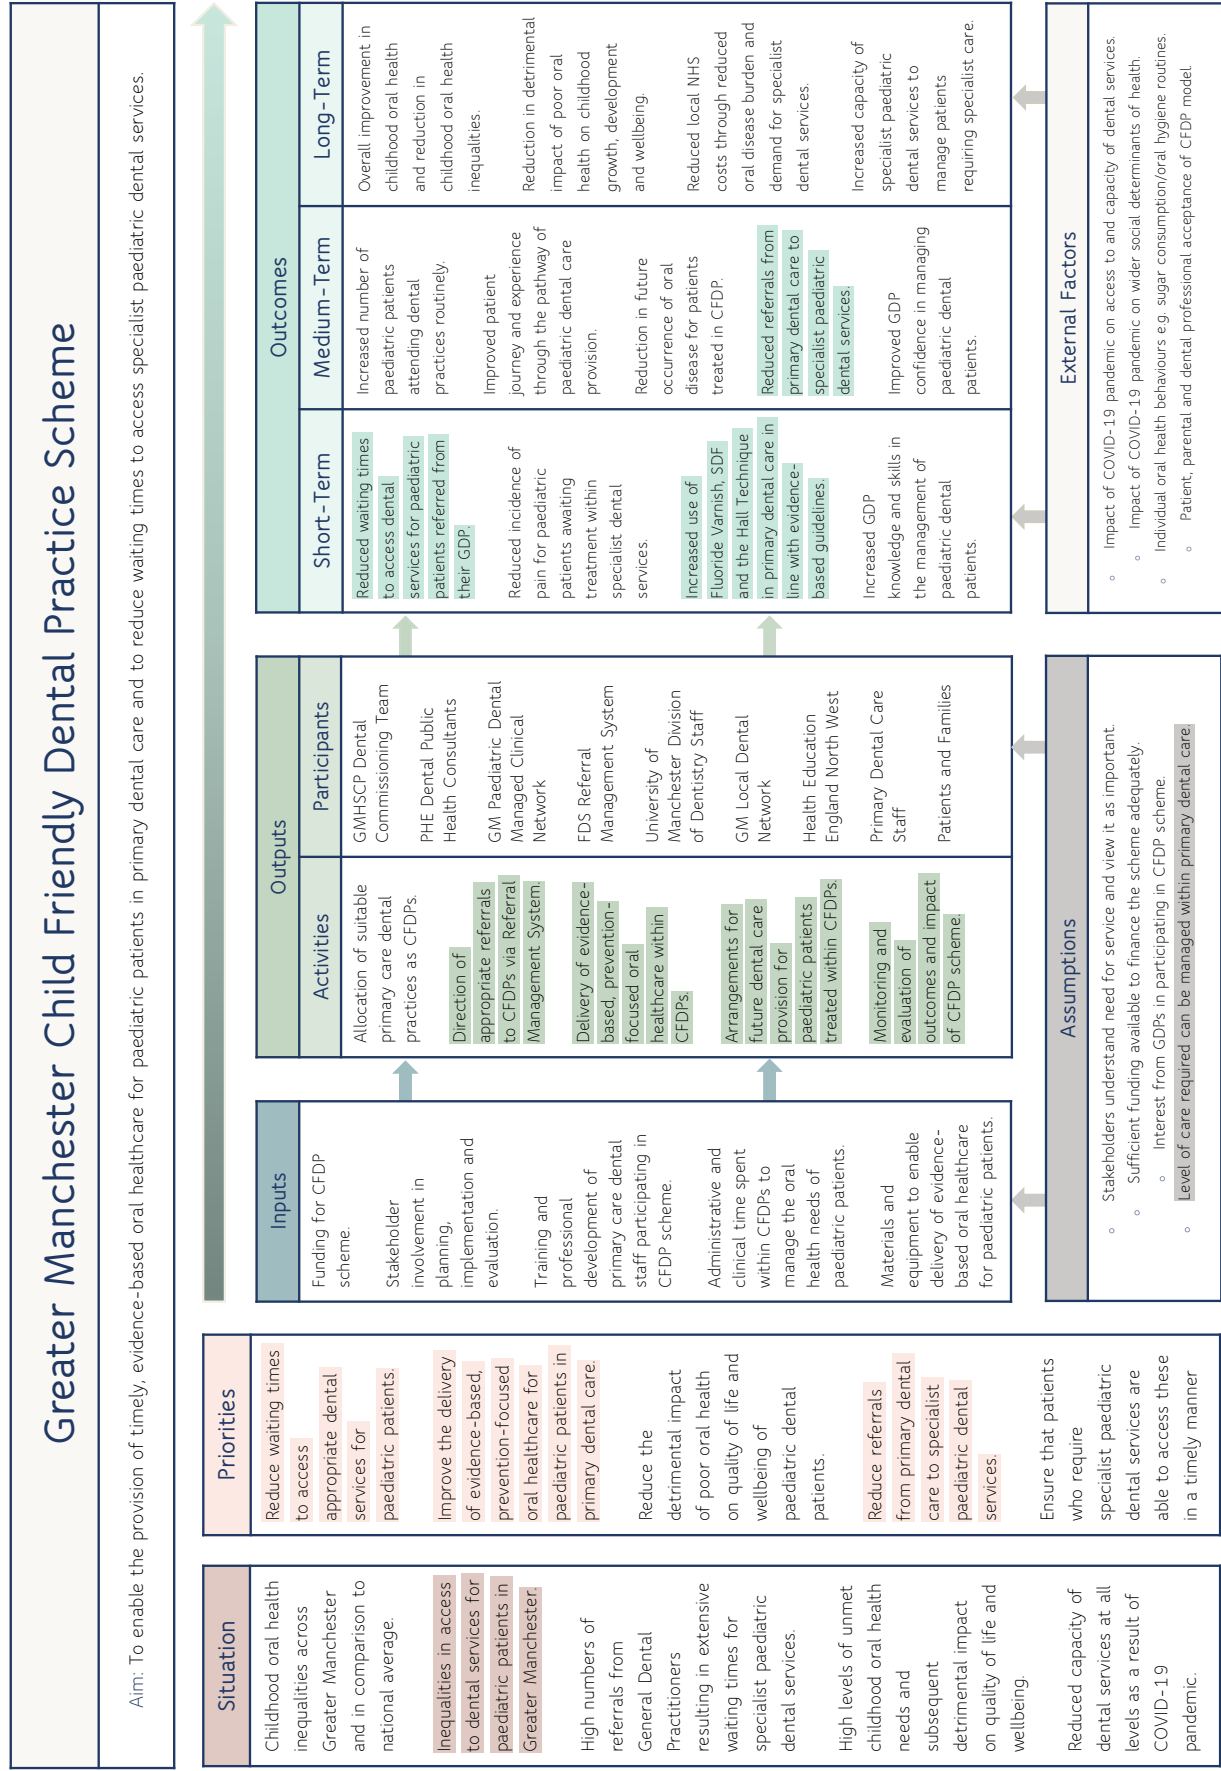 Greater Manchester Child Friendly Dental Practice Scheme
Aim: To enable the provision of timely, evidence-based oral healthcare for paediatric patients in primary dental care and to reduce waiting times to access specialist paediatric dental services.
Situation
Childhood oral health
inequalities across
Greater Manchester
and in comparison to
national average.
Inequalities in access
to dental services for
paediatric patients in
Greater Manchester.
High numbers of
referrals from
General Dental
Practitioners
resulting in extensive
waiting times for
specialist paediatric
dental services.
High levels of unmet
childhood oral health
needs and
subsequent
detrimental impact
on quality of life and
wellbeing.
Reduced capacity of
dental services at all
levels as a result of
COVID-19
pandemic.
Priorities
Reduce waiting times
to access
appropriate dental
services for
paediatric patients.
Improve the delivery
of evidence-based,
prevention-focused
oral healthcare for
paediatric patients in
primary dental care.
Reduce the
detrimental impact
of poor oral health
on quality of life and
wellbeing of
paediatric dental
patients.
Reduce referrals
from primary dental
care to specialist
paediatric dental
services.
Ensure that patients
who require
specialist paediatric
dental services are
able to access these
in a timely manner
Inputs
Funding for CFDP
scheme.
Stakeholder
involvement in
planning,
implementation and
evaluation.
Training and
professional
development of
primary care dental
staff participating in
CFDP scheme.
Administrative and
clinical time spent
within CFDPs to
manage the oral
health needs of
paediatric patients.
Materials and
equipment to enable
delivery of evidence-
based oral healthcare
for paediatric patients.
Outputs
Activities
Allocation of suitable
primary care dental
practices as CFDPs.
Direction of
appropriate referrals
to CFDPs via Referral
Management System.
Delivery of evidence-
based, prevention-
focused oral
healthcare within
CFDPs.
Arrangements for
future dental care
provision for
paediatric patients
treated within CFDPs.
Monitoring and
evaluation of
outcomes and impact
of CFDP scheme.
Participants
GMHSCP Dental
Commissioning Team
PHE Dental Public
Health Consultants
GM Paediatric Dental
Managed Clinical
Network
FDS Referral
Management System
University of
Manchester Division
of Dentistry Staff
GM Local Dental
Network
Health Education
England North West
Primary Dental Care
Staff
Patients and Families
Outcomes
Short-Term
Reduced waiting times
to access dental
services for paediatric
patients referred from
their GDP.
Reduced incidence of
pain for paediatric
patients awaiting
treatment within
specialist dental
services.
Increased use of
Fluoride Varnish, SDF
and the Hall Technique
in primary dental care in
line with evidence-
based guidelines.
Increased GDP
knowledge and skills in
the management of
paediatric dental
patients.
Medium-Term
Increased number of
paediatric patients
attending dental
practices routinely.
Improved patient
journey and experience
through the pathway of
paediatric dental care
provision.
Reduction in future
occurrence of oral
disease for patients
treated in CFDP.
Reduced referrals from
primary dental care to
specialist paediatric
dental services.
Improved GDP
confidence in managing
paediatric dental
patients.
Long-Term
Overall improvement in
childhood oral health
and reduction in
childhood oral health
inequalities.
Reduction in detrimental
impact of poor oral
health on childhood
growth, development
and wellbeing.
Reduced local NHS
costs through reduced
oral disease burden and
demand for specialist
dental services.
Increased capacity of
specialist paediatric
dental services to
manage patients
requiring specialist care.
Assumptions
◦ Stakeholders understand need for service and view it as important.
◦ Sufficient funding available to finance the scheme adequately.
◦ Interest from GDPs in participating in CFDP scheme.
◦ Level of care required can be managed within primary dental care.
External Factors
◦ Impact of COVID-19 pandemic on access to and capacity of dental services.
◦ Impact of COVID-19 pandemic on wider social determinants of health.
◦ Individual oral health behaviours e.g. sugar consumption/oral hygiene routines.
◦ Patient, parental and dental professional acceptance of CFDP model